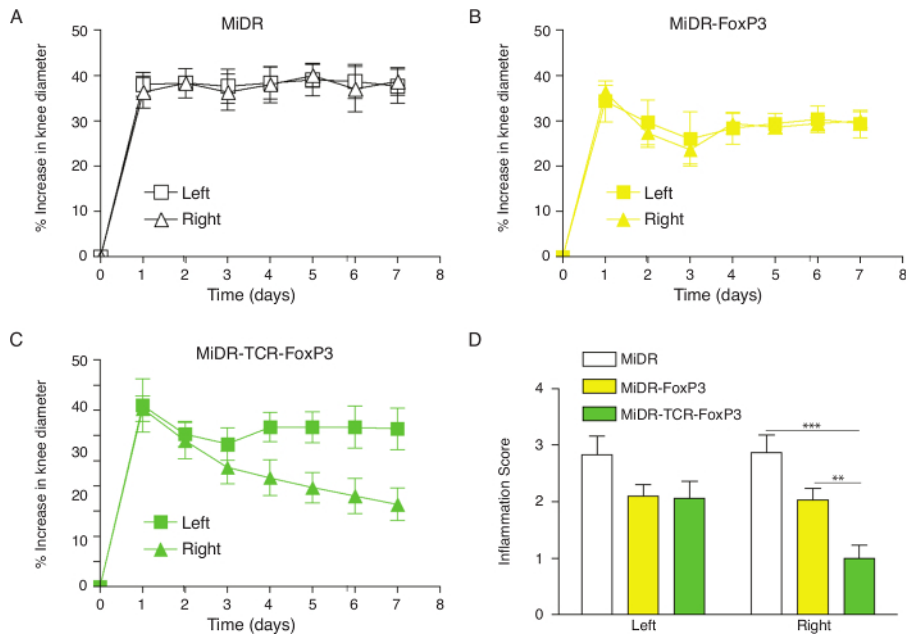 A
MiDR
% Increase in knee diameter
50
40
30
20
10
0
Left
Right
0 1 2 3 4 5 6 7 8
Time (days)
B
MiDR-FoxP3
% Increase in knee diameter
50
40
30
20
10
0
Left
Right
0 1 2 3 4 5 6 7 8
Time (days)
C
MiDR-TCR-FoxP3
% Increase in knee diameter
50
40
30
20
10
0
Left
Right
0 1 2 3 4 5 6 7 8
Time (days)
D
MiDR
MiDR-FoxP3
MiDR-TCR-FoxP3
Inflammation Score
4
3
2
1
0
***
**
Left Right